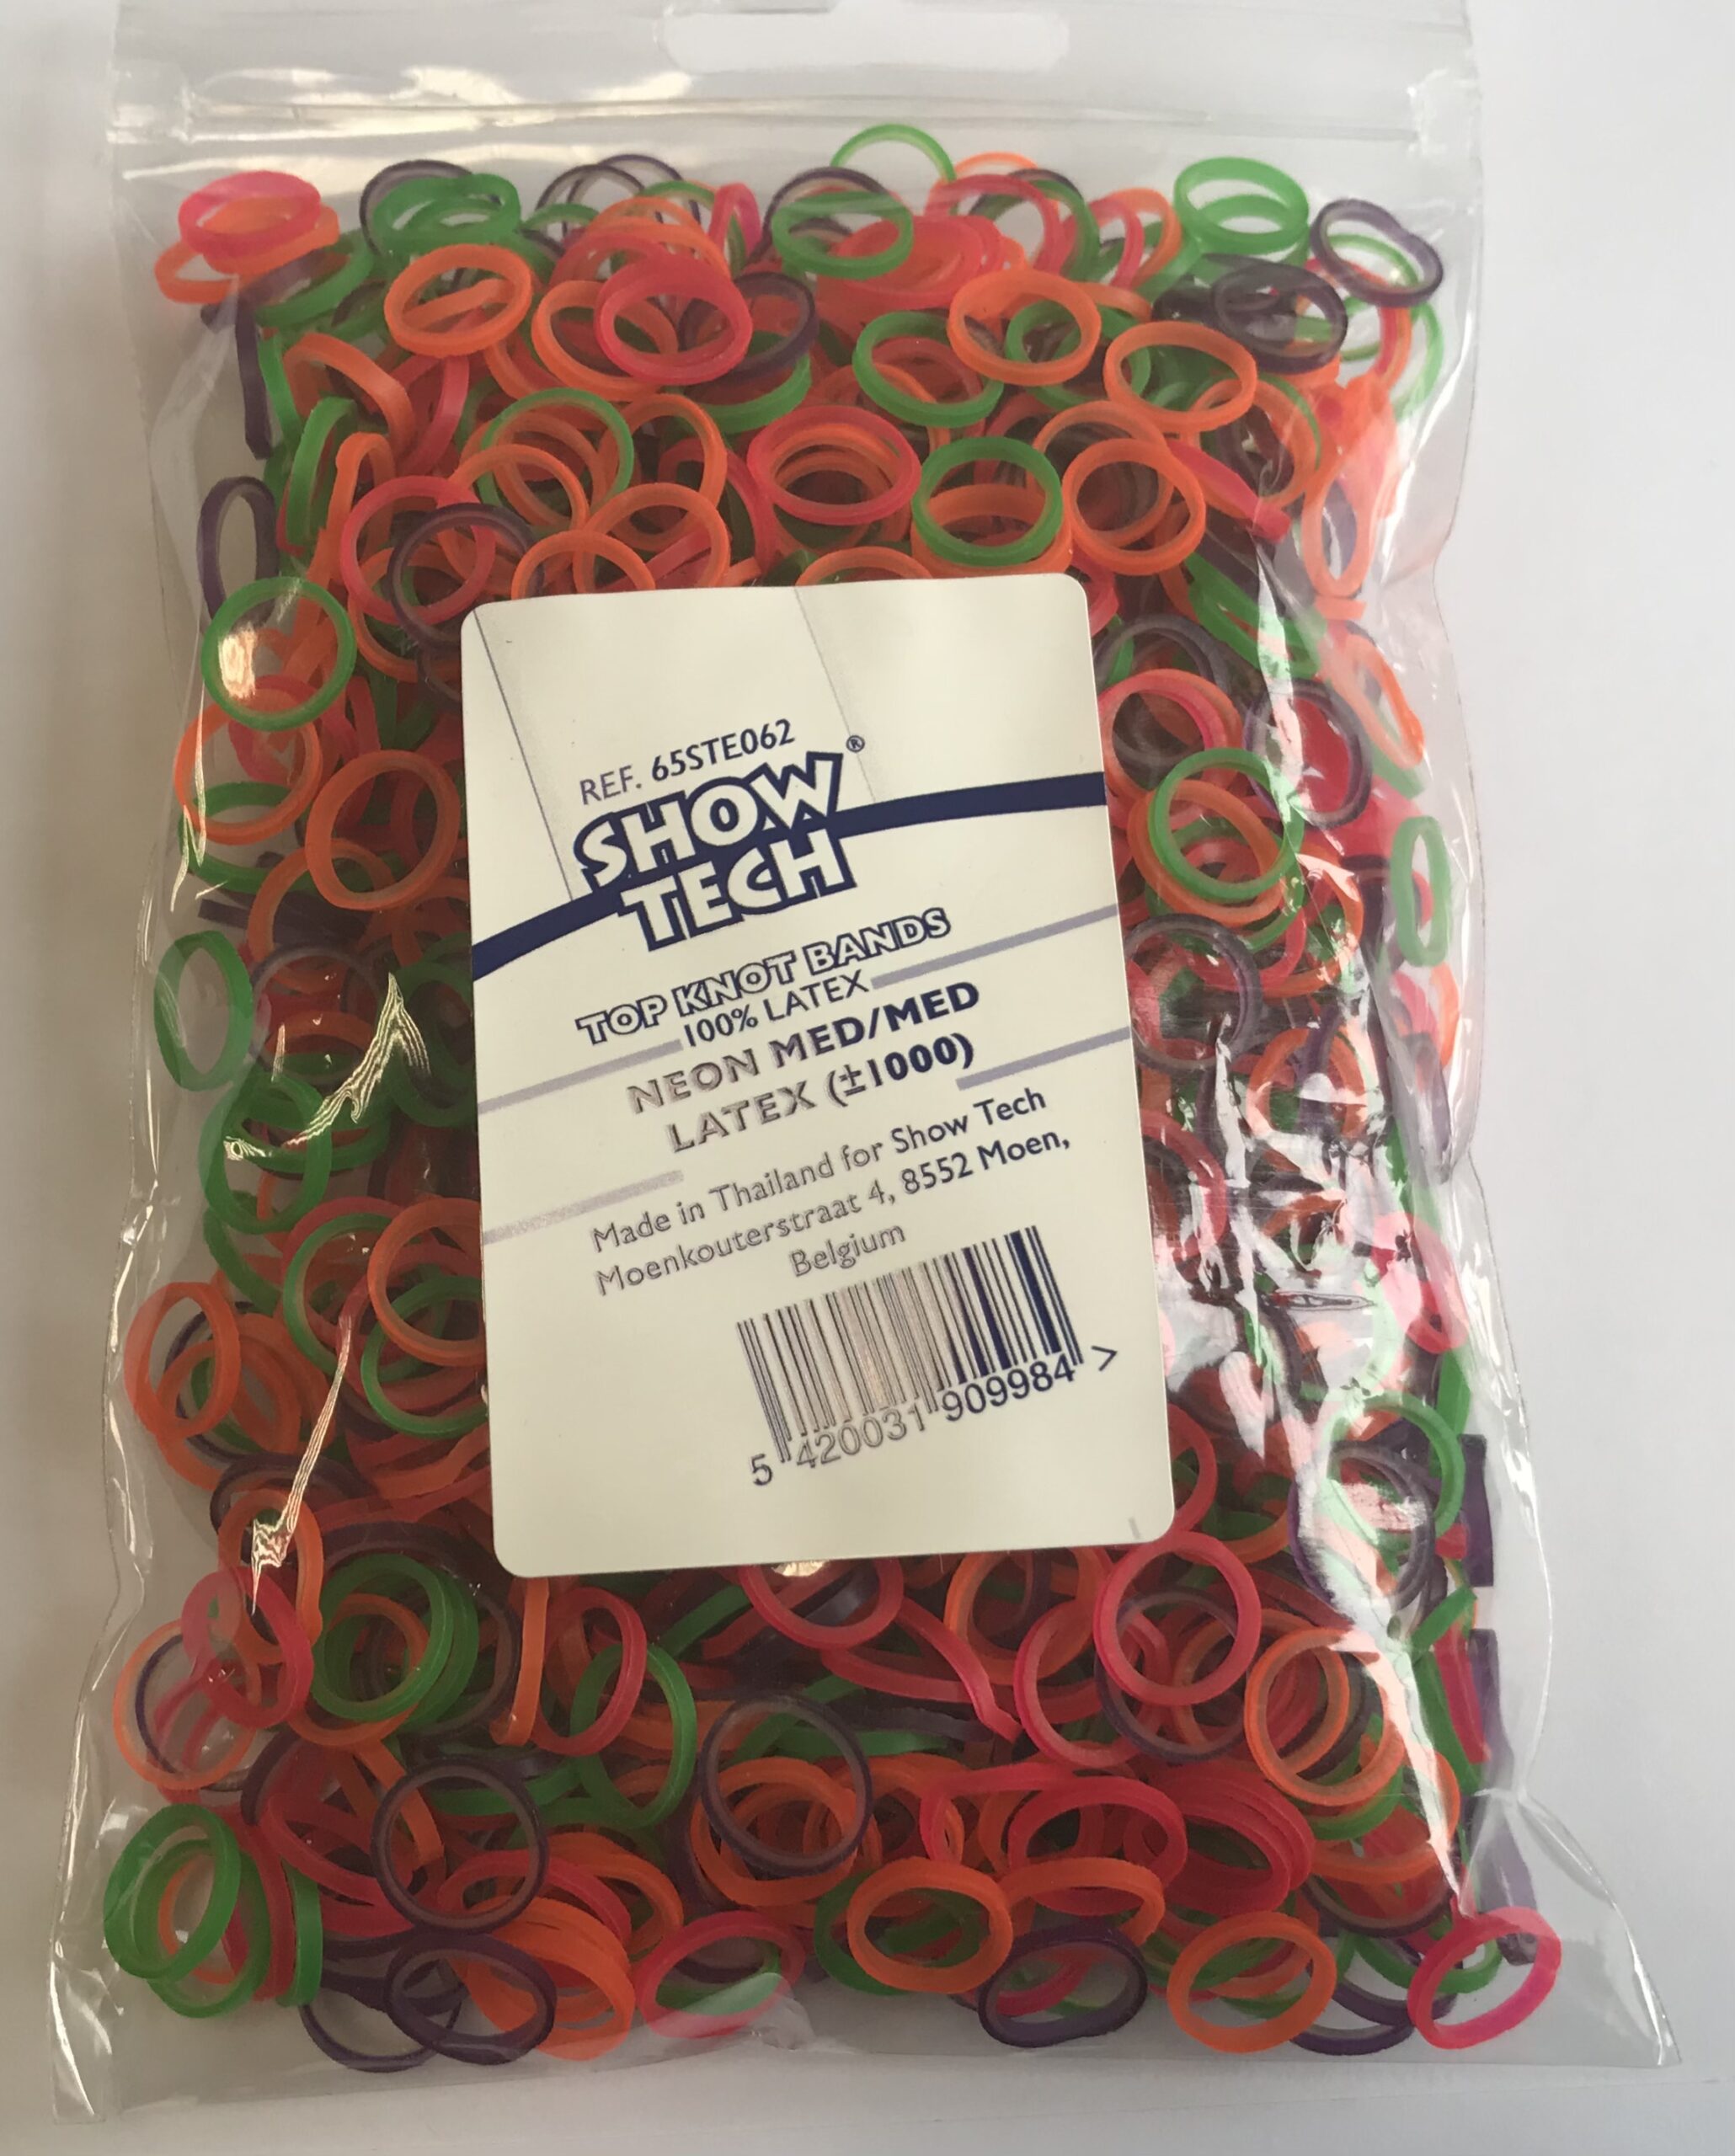 REF. 65STE062
SHOW®
TECH
TOP KNOT BANDS
100% LATEX
NEON MED/MED
LATEX (±1000)
Made in Thailand for Show Tech
Moenkouterstraat 4, 8552 Moen,
Belgium
5 420031 909984 >